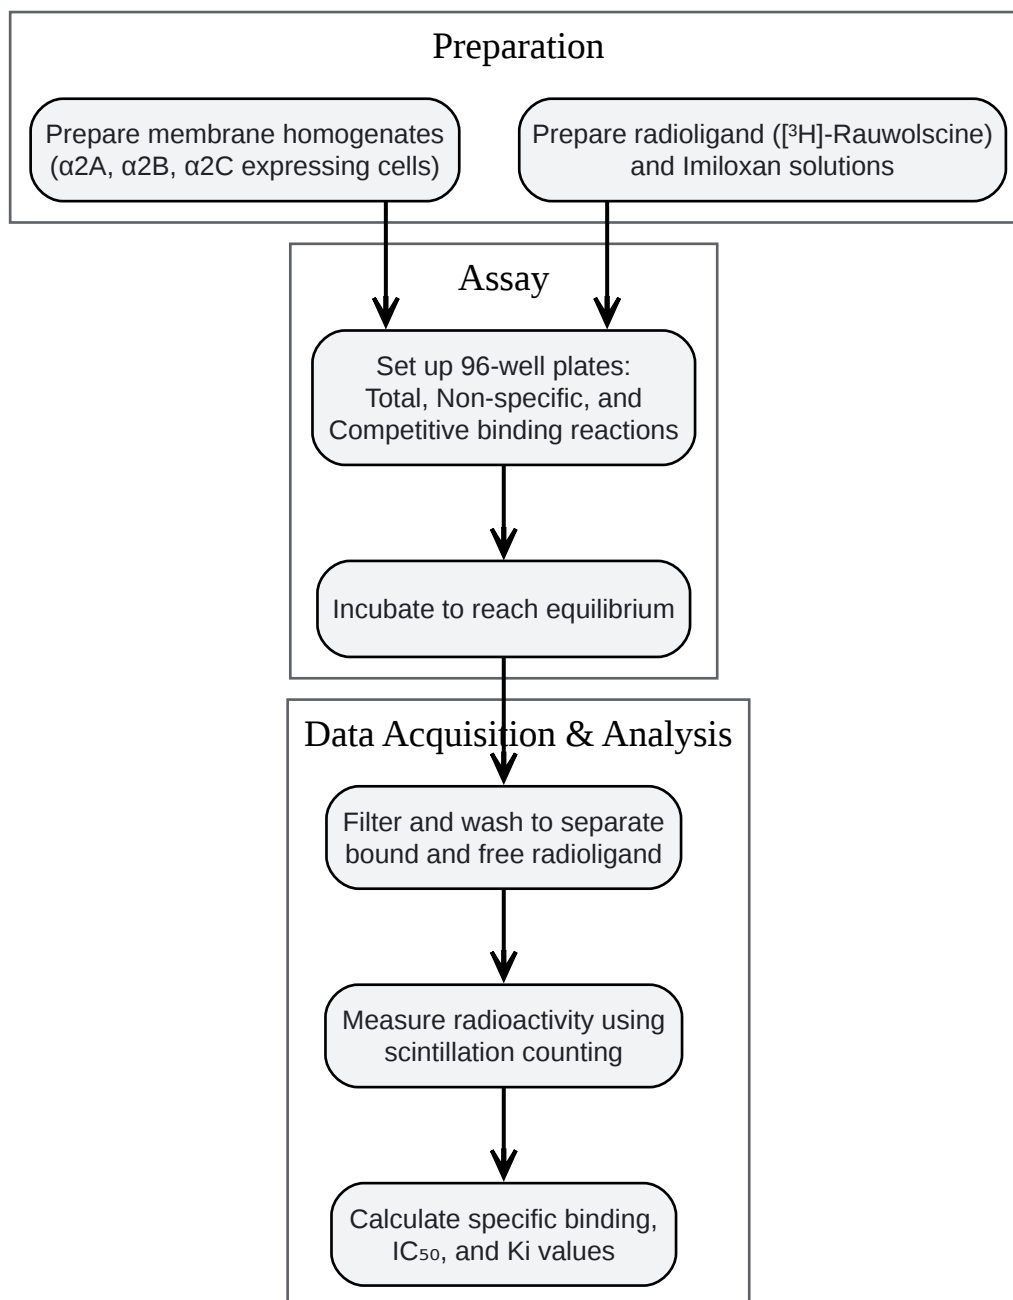 Preparation
Prepare membrane homogenates
(α2A, α2B, α2C expressing cells)
Prepare radioligand ([³H]-Rauwolscine)
and Imiloxan solutions
Assay
Set up 96-well plates:
Total, Non-specific, and
Competitive binding reactions
Incubate to reach equilibrium
Data Acquisition & Analysis
Filter and wash to separate
bound and free radioligand
Measure radioactivity using
scintillation counting
Calculate specific binding,
IC₅₀, and Ki values